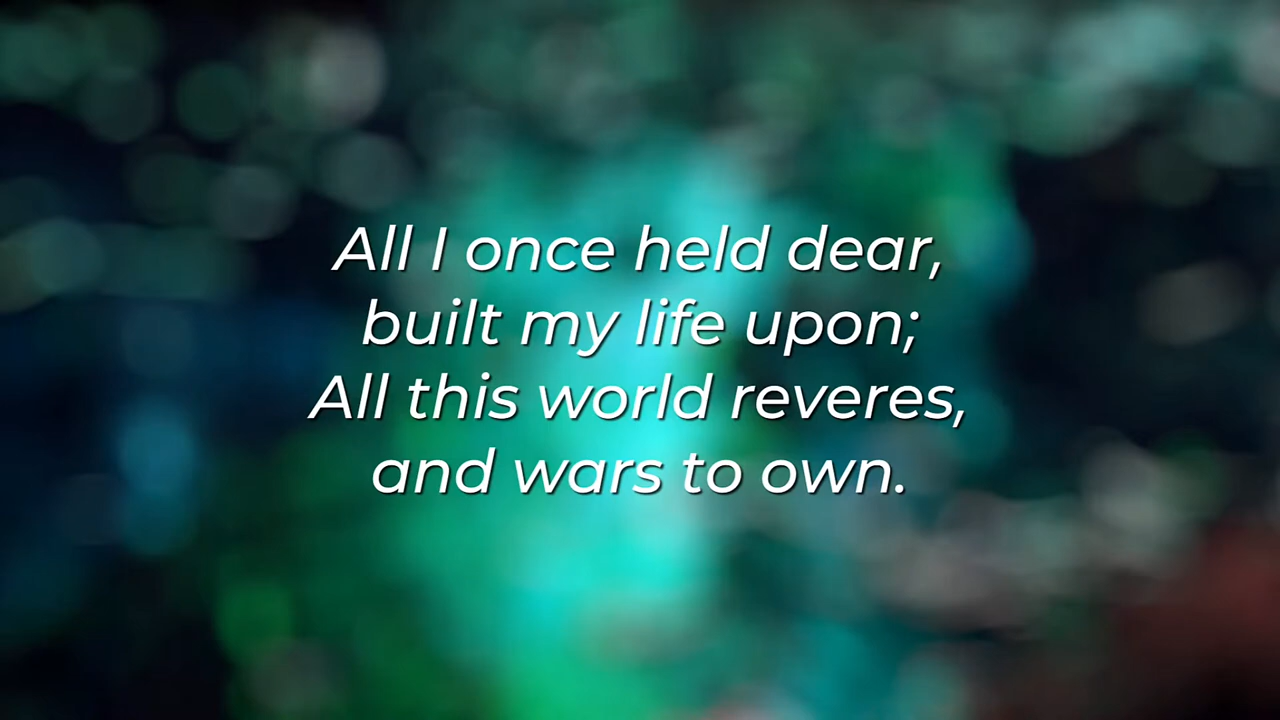 All I once held dear,
built my life upon;
All this world reveres,
and wars to own.